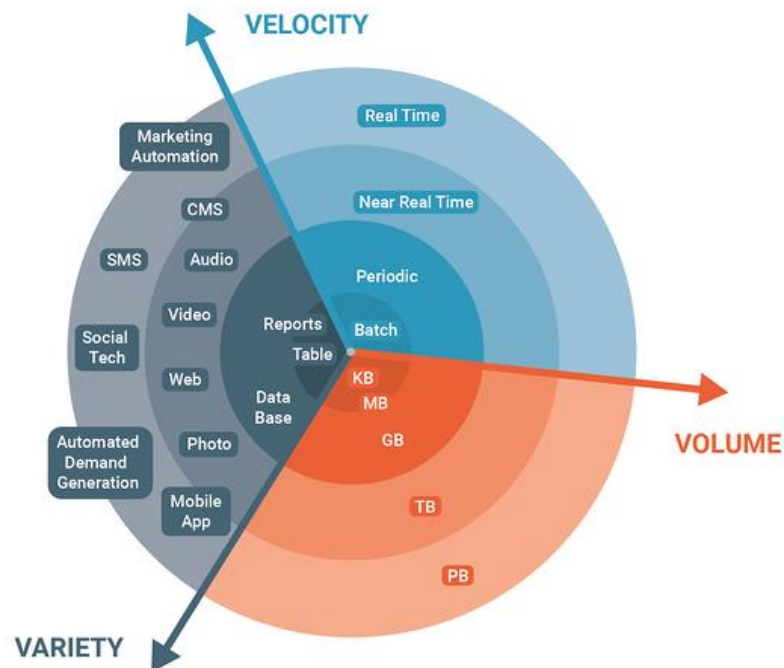 VELOCITY
Real Time
Near Real Time
Periodic
Batch
Marketing
Automation
CMS
SMS
Audio
Video
Social
Tech
Web
Automated
Demand
Generation
Photo
Mobile
App
Reports
Table
Data
Base
KB
MB
GB
TB
PB
VOLUME
VARIETY